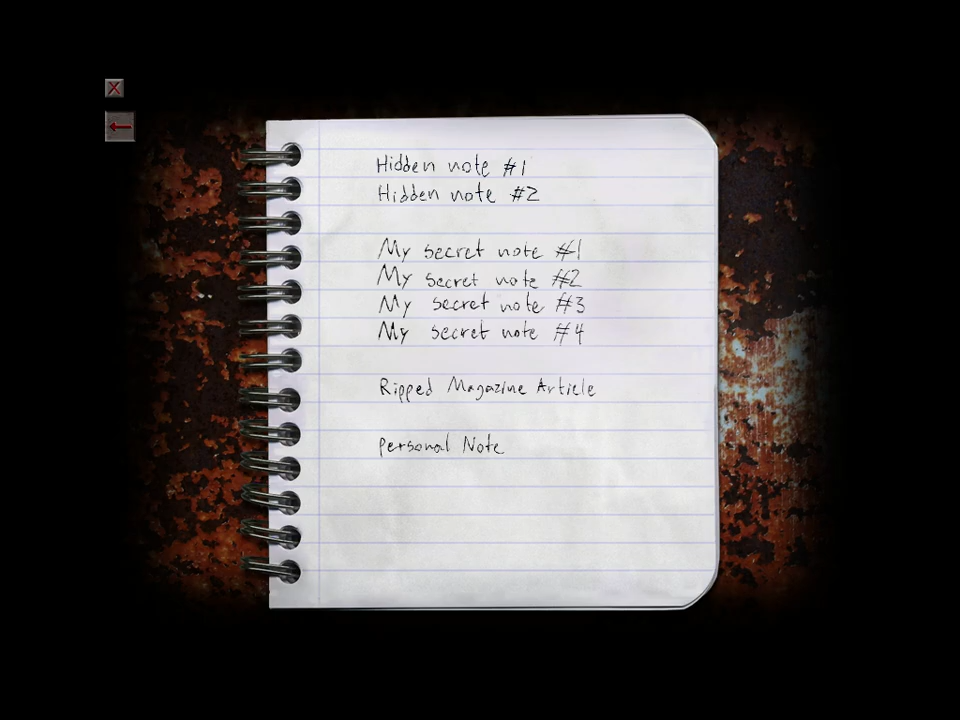 Hidden note #1
Hidden note #2
My secret note #1
My secret note #2
My secret note #3
My secret note #4
Ripped Magazine Article
Personal Note